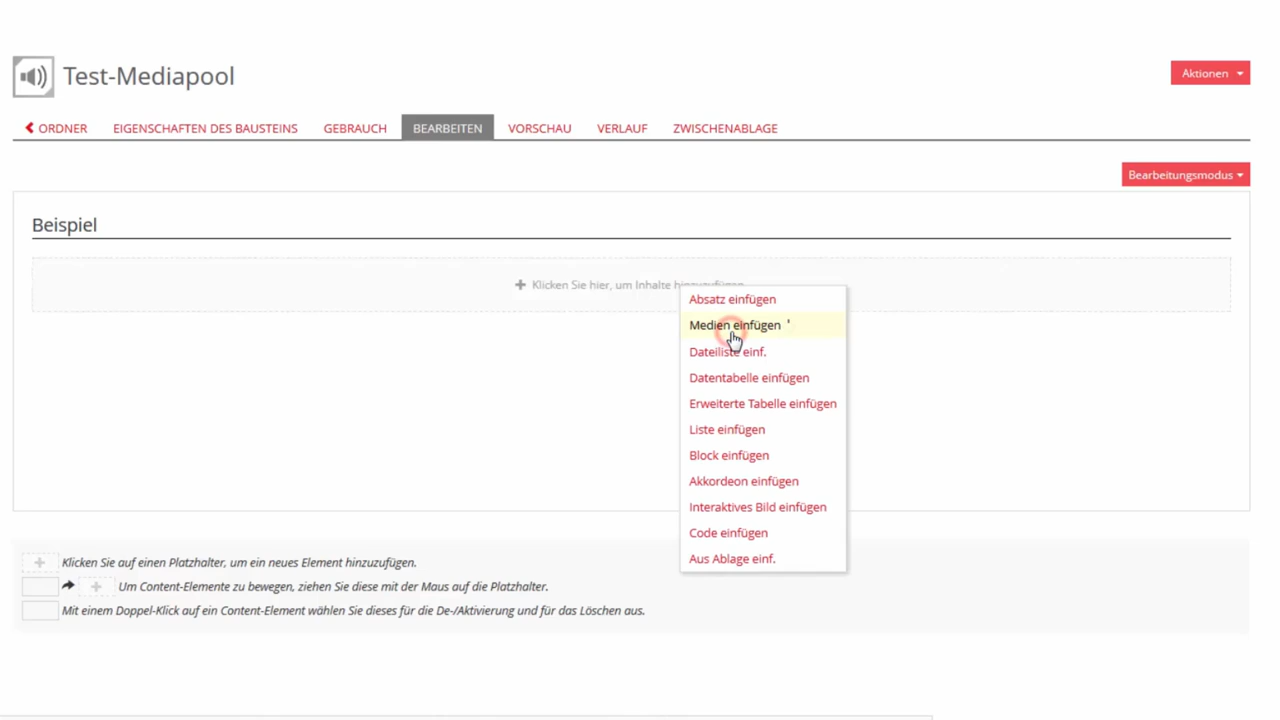 Test-Mediapool
Aktionen
ORDNER EIGENSCHAFTEN DES BAUSTEINS GEBRAUCH BEARBEITEN VORSCHAU VERLAUF ZWISCHENABLAGE
Bearbeitungsmodus
Beispiel
Klicken Sie hier, um Inhalte hinzuzufügen
Absatz einfügen
Medien einfügen
Dateiliste einf.
Datentabelle einfügen
Erweiterte Tabelle einfügen
Liste einfügen
Block einfügen
Akkordeon einfügen
Interaktives Bild einfügen
Code einfügen
Aus Ablage einf.
Klicken Sie auf einen Platzhalter, um ein neues Element hinzuzufügen.
Um Content-Elemente zu bewegen, ziehen Sie diese mit der Maus auf die Platzhalter.
Mit einem Doppel-Klick auf ein Content-Element wählen Sie dieses für die De-/Aktivierung und für das Löschen aus.